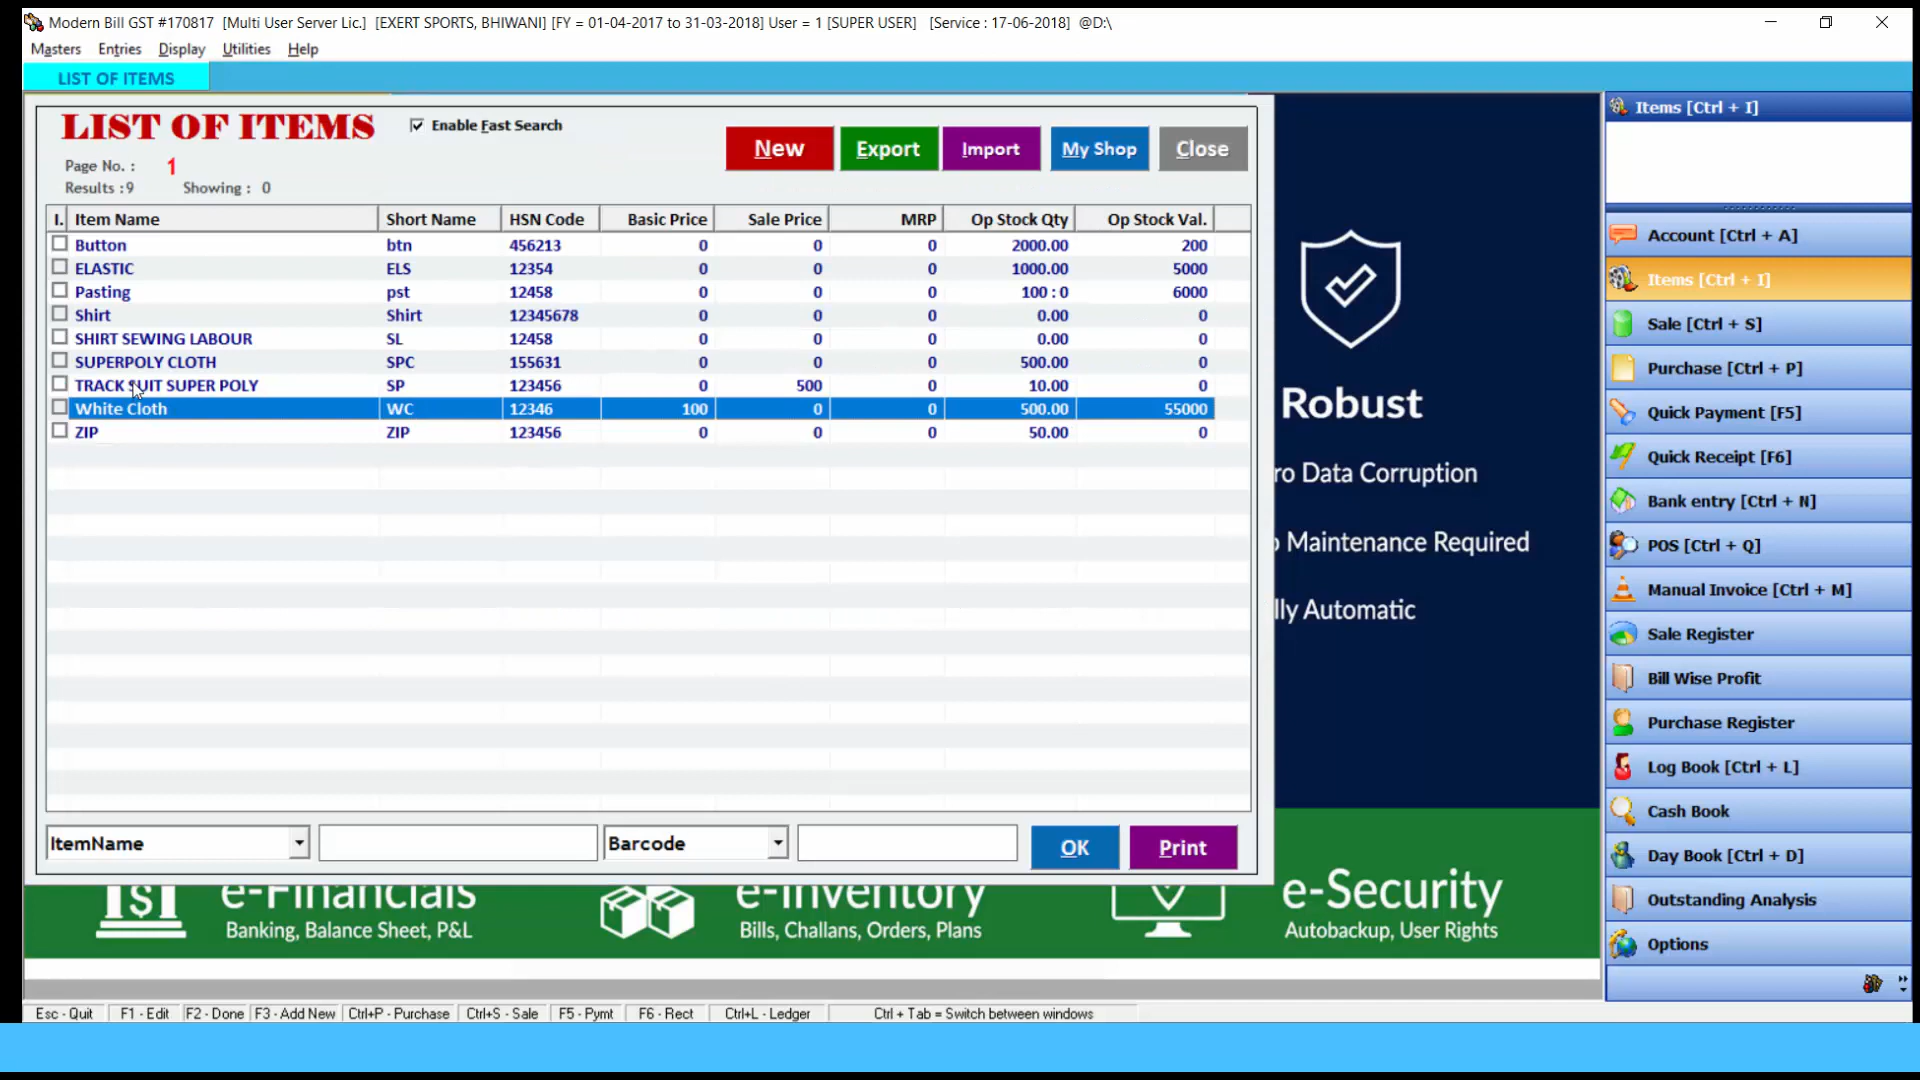 Modern Bill GST #170817 [Multi User Server Lic.] [EXERT SPORTS, BHIWANI] [FY = 01-04-2017 to 31-03-2018] User = 1 [SUPER USER] [Service : 17-06-2018] @D:\
Masters Entries Display Utilities Help
LIST OF ITEMS
LIST OF ITEMS
Enable Fast Search
Page No. : 1
Results :9 Showing : 0
New Export Import My Shop Close
I. Item Name Short Name HSN Code Basic Price Sale Price MRP Op Stock Qty Op Stock Val.
Button btn 456213 0 0 0 2000.00 200
ELASTIC ELS 12354 0 0 0 1000.00 5000
Pasting pst 12458 0 0 0 100 : 0 6000
Shirt Shirt 12345678 0 0 0 0.00 0
SHIRT SEWING LABOUR SL 12458 0 0 0 0.00 0
SUPERPOLY CLOTH SPC 155631 0 0 0 500.00 0
TRACK SUIT SUPER POLY SP 123456 0 500 0 10.00 0
White Cloth WC 12346 100 0 0 500.00 55000
ZIP ZIP 123456 0 0 0 50.00 0
ItemName Barcode OK Print
Robust
ro Data Corruption
o Maintenance Required
lly Automatic
e-Financials
Banking, Balance Sheet, P&L
e-Inventory
Bills, Challans, Orders, Plans
e-Security
Autobackup, User Rights
Items [Ctrl + I]
Account [Ctrl + A]
Items [Ctrl + I]
Sale [Ctrl + S]
Purchase [Ctrl + P]
Quick Payment [F5]
Quick Receipt [F6]
Bank entry [Ctrl + N]
POS [Ctrl + Q]
Manual Invoice [Ctrl + M]
Sale Register
Bill Wise Profit
Purchase Register
Log Book [Ctrl + L]
Cash Book
Day Book [Ctrl + D]
Outstanding Analysis
Options
Esc - Quit F1 - Edit F2 - Done F3 - Add New Ctrl+P - Purchase Ctrl+S - Sale F5 - Pymt F6 - Rect Ctrl+L - Ledger Ctrl + Tab = Switch between windows